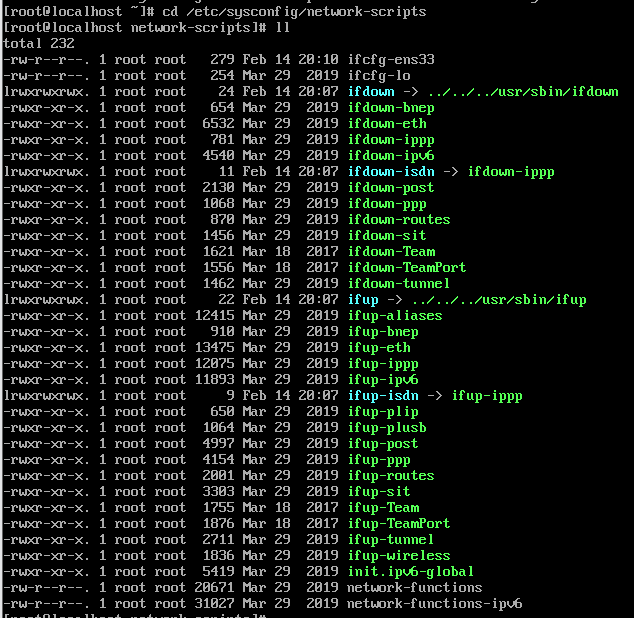 [root@localhost ~]# cd /etc/sysconfig/network-scripts
[root@localhost network-scripts]# ll
total 232
-rw-r--r--. 1 root root   279 Feb 14 20:10 ifcfg-ens33
-rw-r--r--. 1 root root   254 Mar 29  2019 ifcfg-lo
lrwxrwxrwx. 1 root root    24 Feb 14 20:07 ifdown -> ../../../usr/sbin/ifdown
-rwxr-xr-x. 1 root root   654 Mar 29  2019 ifdown-bnep
-rwxr-xr-x. 1 root root  6532 Mar 29  2019 ifdown-eth
-rwxr-xr-x. 1 root root   781 Mar 29  2019 ifdown-ippp
-rwxr-xr-x. 1 root root  4540 Mar 29  2019 ifdown-ipv6
lrwxrwxrwx. 1 root root    11 Feb 14 20:07 ifdown-isdn -> ifdown-ippp
-rwxr-xr-x. 1 root root  2130 Mar 29  2019 ifdown-post
-rwxr-xr-x. 1 root root  1068 Mar 29  2019 ifdown-ppp
-rwxr-xr-x. 1 root root   870 Mar 29  2019 ifdown-routes
-rwxr-xr-x. 1 root root  1456 Mar 29  2019 ifdown-sit
-rwxr-xr-x. 1 root root  1621 Mar 18  2017 ifdown-Team
-rwxr-xr-x. 1 root root  1556 Mar 18  2017 ifdown-TeamPort
-rwxr-xr-x. 1 root root  1462 Mar 29  2019 ifdown-tunnel
lrwxrwxrwx. 1 root root    22 Feb 14 20:07 ifup -> ../../../usr/sbin/ifup
-rwxr-xr-x. 1 root root 12415 Mar 29  2019 ifup-aliases
-rwxr-xr-x. 1 root root   910 Mar 29  2019 ifup-bnep
-rwxr-xr-x. 1 root root 13475 Mar 29  2019 ifup-eth
-rwxr-xr-x. 1 root root 12075 Mar 29  2019 ifup-ippp
-rwxr-xr-x. 1 root root 11893 Mar 29  2019 ifup-ipv6
lrwxrwxrwx. 1 root root     9 Feb 14 20:07 ifup-isdn -> ifup-ippp
-rwxr-xr-x. 1 root root   650 Mar 29  2019 ifup-plip
-rwxr-xr-x. 1 root root  1064 Mar 29  2019 ifup-plusb
-rwxr-xr-x. 1 root root  4997 Mar 29  2019 ifup-post
-rwxr-xr-x. 1 root root  4154 Mar 29  2019 ifup-ppp
-rwxr-xr-x. 1 root root  2001 Mar 29  2019 ifup-routes
-rwxr-xr-x. 1 root root  3303 Mar 29  2019 ifup-sit
-rwxr-xr-x. 1 root root  1755 Mar 18  2017 ifup-Team
-rwxr-xr-x. 1 root root  1876 Mar 18  2017 ifup-TeamPort
-rwxr-xr-x. 1 root root  2711 Mar 29  2019 ifup-tunnel
-rwxr-xr-x. 1 root root  1836 Mar 29  2019 ifup-wireless
-rwxr-xr-x. 1 root root  5419 Mar 29  2019 init.ipv6-global
-rw-r--r--. 1 root root 20671 Mar 29  2019 network-functions
-rw-r--r--. 1 root root 31027 Mar 29  2019 network-functions-ipv6
[root@localhost network-scripts]#